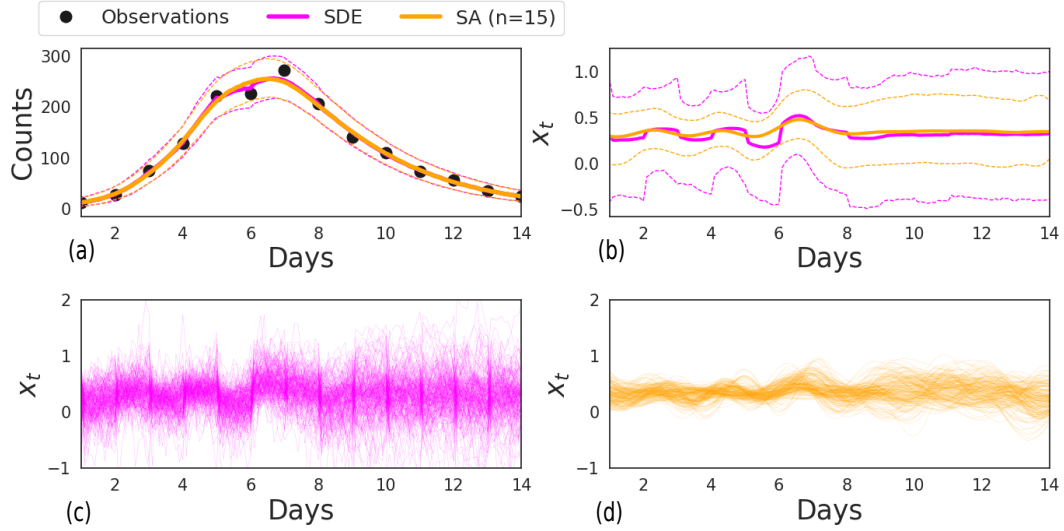 Observations SDE SA (n=15)
300
200
100
0
Counts
2 4 6 8 10 12 14
(a) Days
1.0
0.5
0.0
−0.5
x_t
2 4 6 8 10 12 14
(b) Days
2
1
0
−1
x_t
2 4 6 8 10 12 14
(c) Days
2
1
0
−1
x_t
2 4 6 8 10 12 14
(d) Days